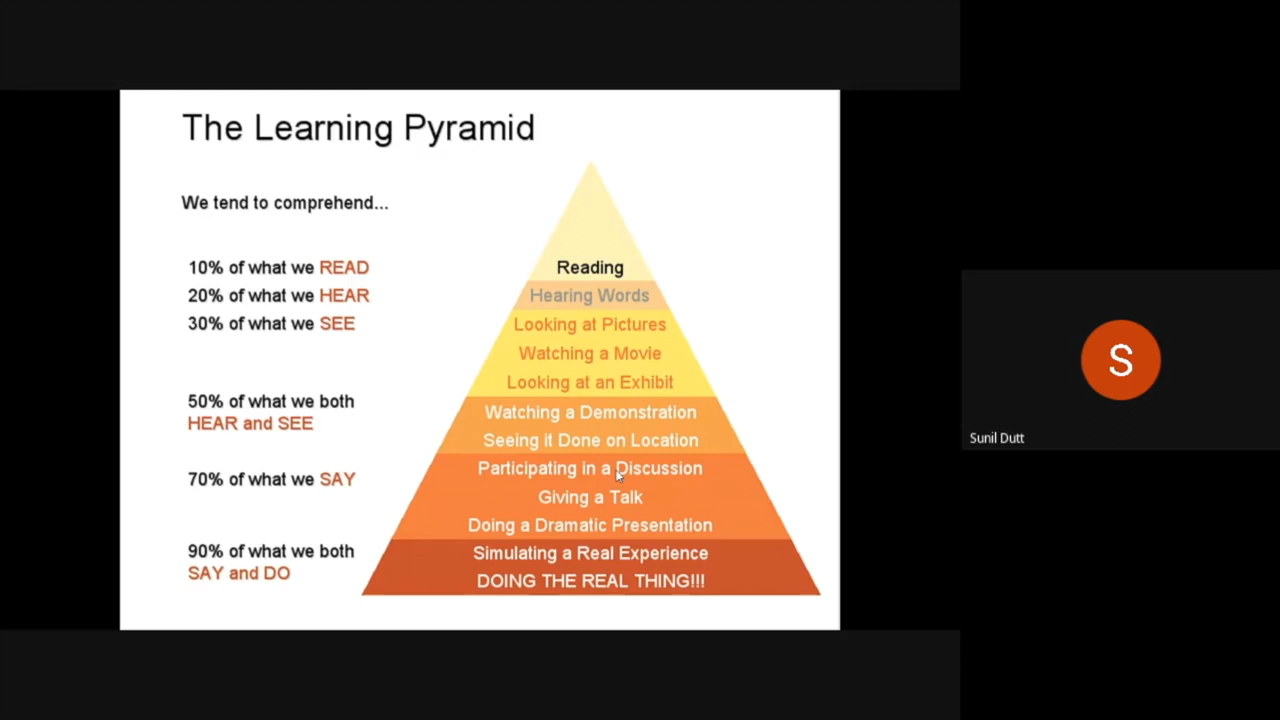 The Learning Pyramid
We tend to comprehend...
10% of what we READ
20% of what we HEAR
30% of what we SEE
50% of what we both
HEAR and SEE
70% of what we SAY
90% of what we both
SAY and DO
Reading
Hearing Words
Looking at Pictures
Watching a Movie
Looking at an Exhibit
Watching a Demonstration
Seeing it Done on Location
Participating in a Discussion
Giving a Talk
Doing a Dramatic Presentation
Simulating a Real Experience
DOING THE REAL THING!!!
S
Sunil Dutt